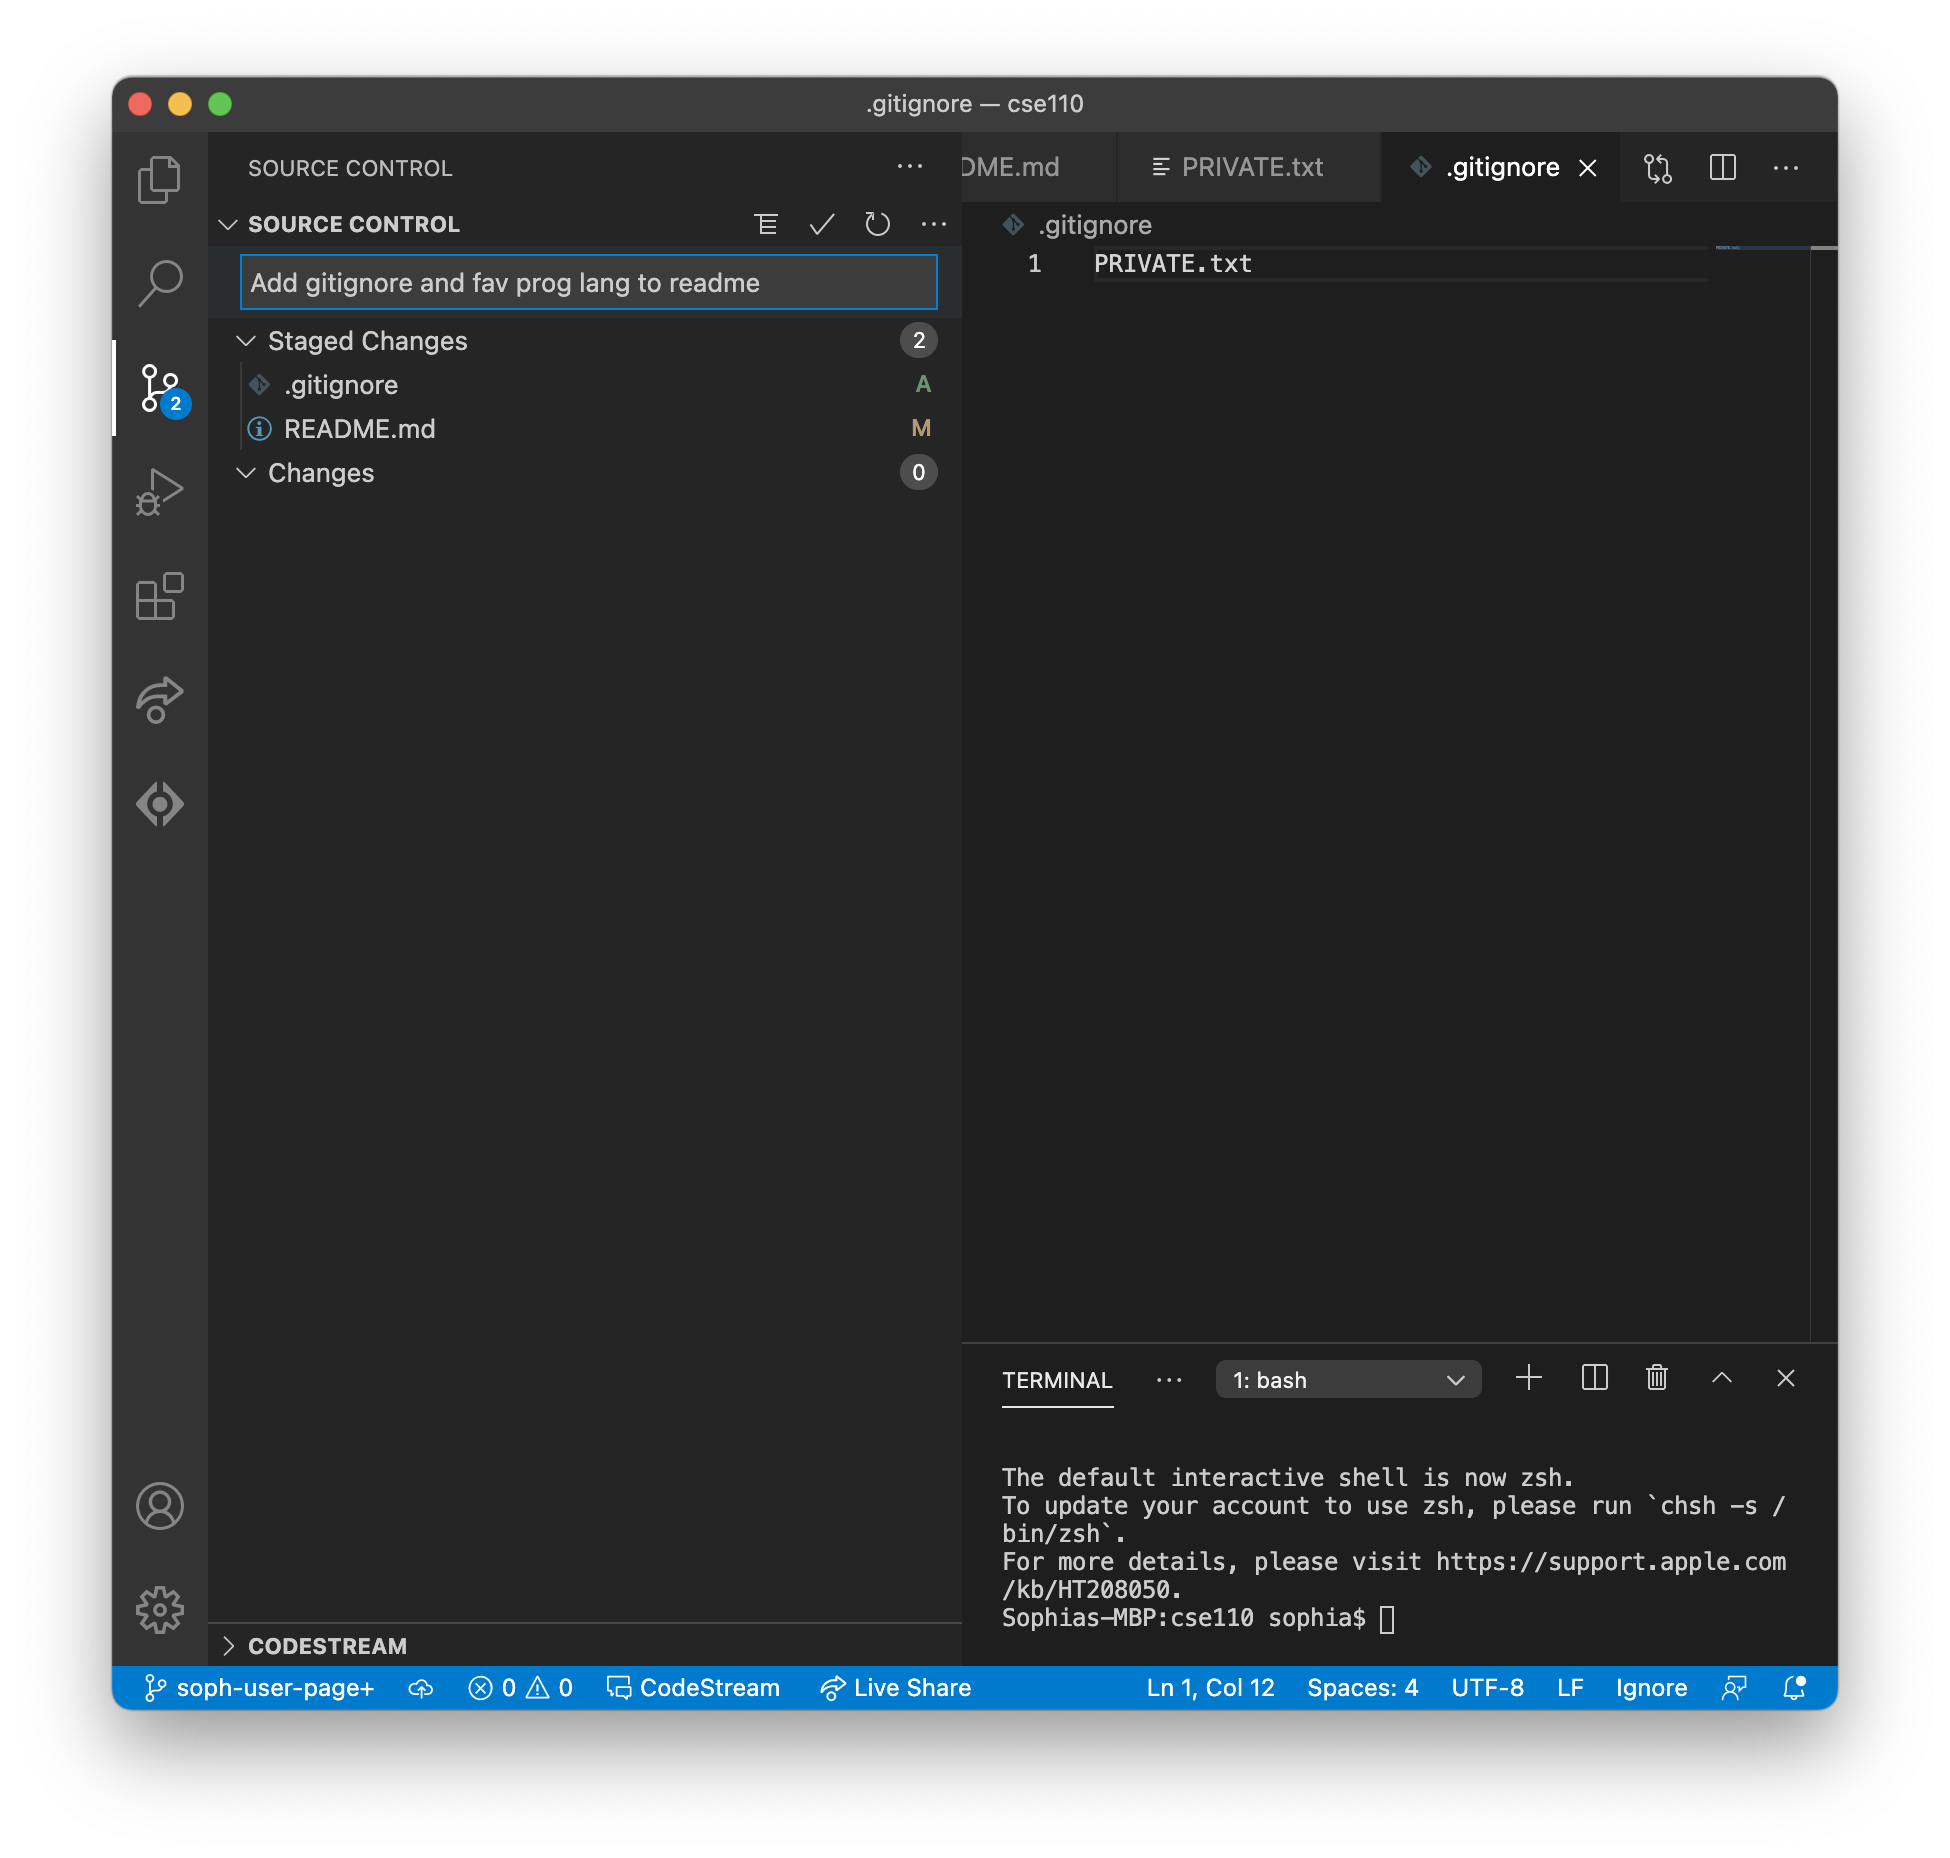 .gitignore — cse110
SOURCE CONTROL
SOURCE CONTROL
Add gitignore and fav prog lang to readme
Staged Changes 2
.gitignore A
README.md M
Changes 0
2
CODESTREAM
DME.md PRIVATE.txt .gitignore
.gitignore
1 PRIVATE.txt
TERMINAL 1: bash
The default interactive shell is now zsh.
To update your account to use zsh, please run `chsh -s /
bin/zsh`.
For more details, please visit https://support.apple.com
/kb/HT208050.
Sophias-MBP:cse110 sophia$
soph-user-page+ 0 0 CodeStream Live Share Ln 1, Col 12 Spaces: 4 UTF-8 LF Ignore